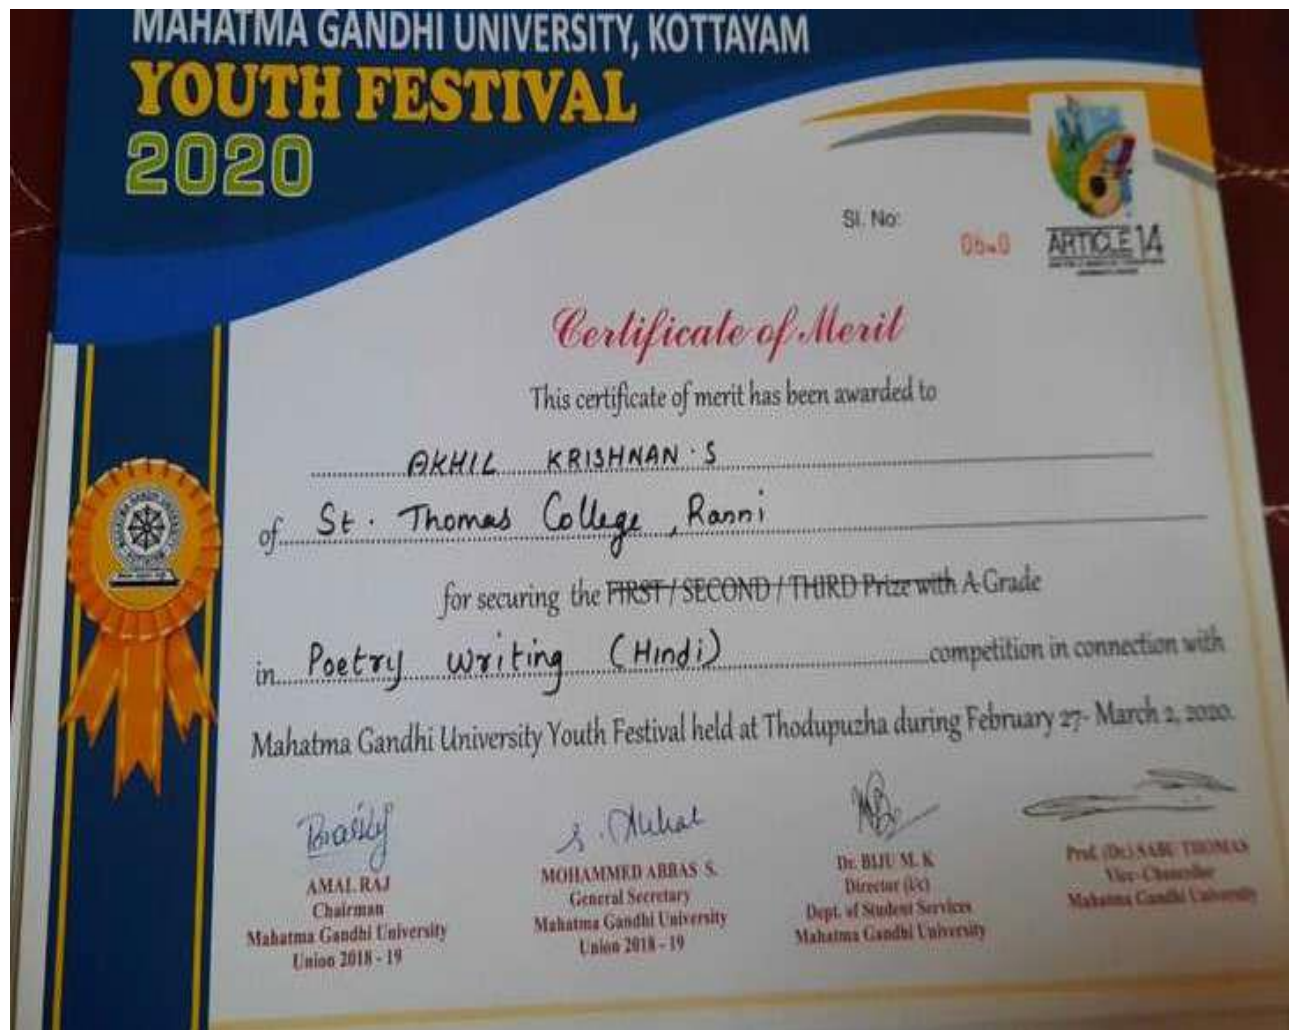 MAHATMA GANDHI UNIVERSITY, KOTTAYAM
YOUTH FESTIVAL
2020
Sl. No:
ARTICLE 14
Certificate of Merit
This certificate of merit has been awarded to
AKHIL KRISHNAN . S
of St. Thomas College, Ranni
for securing the FIRST / SECOND / THIRD Prize with A Grade
in Poetry writing (Hindi) competition in connection with
Mahatma Gandhi University Youth Festival held at Thodupuzha during February 27- March 2, 2020.
AMAL RAJ
Chairman
Mahatma Gandhi University
Union 2018 - 19
MOHAMMED ABBAS S.
General Secretary
Mahatma Gandhi University
Union 2018 - 19
Dr. BIJU M. K
Director (i/c)
Dept. of Student Services
Mahatma Gandhi University
Prof. (Dr.) SABU THOMAS
Vice-Chancellor
Mahatma Gandhi University